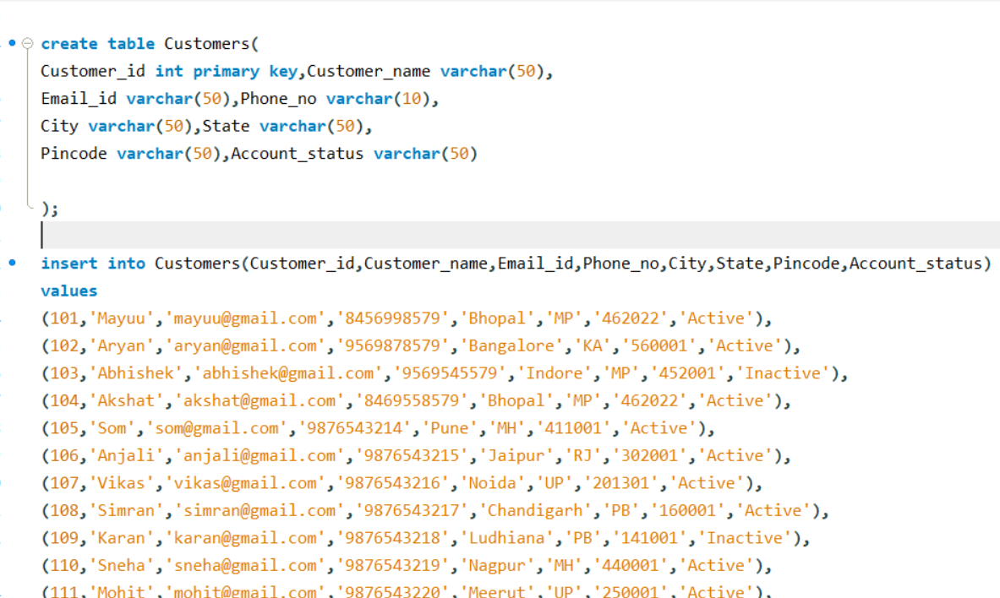 create table Customers(
Customer_id int primary key,Customer_name varchar(50),
Email_id varchar(50),Phone_no varchar(10),
City varchar(50),State varchar(50),
Pincode varchar(50),Account_status varchar(50)
);
insert into Customers(Customer_id,Customer_name,Email_id,Phone_no,City,State,Pincode,Account_status)
values
(101,'Mayuu','mayuu@gmail.com','8456998579','Bhopal','MP','462022','Active'),
(102,'Aryan','aryan@gmail.com','9569878579','Bangalore','KA','560001','Active'),
(103,'Abhishek','abhishek@gmail.com','9569545579','Indore','MP','452001','Inactive'),
(104,'Akshat','akshat@gmail.com','8469558579','Bhopal','MP','462022','Active'),
(105,'Som','som@gmail.com','9876543214','Pune','MH','411001','Active'),
(106,'Anjali','anjali@gmail.com','9876543215','Jaipur','RJ','302001','Active'),
(107,'Vikas','vikas@gmail.com','9876543216','Noida','UP','201301','Active'),
(108,'Simran','simran@gmail.com','9876543217','Chandigarh','PB','160001','Active'),
(109,'Karan','karan@gmail.com','9876543218','Ludhiana','PB','141001','Inactive'),
(110,'Sneha','sneha@gmail.com','9876543219','Nagpur','MH','440001','Active'),
(111,'Mohit','mohit@gmail.com','9876543220','Meerut','UP','250001','Active'),